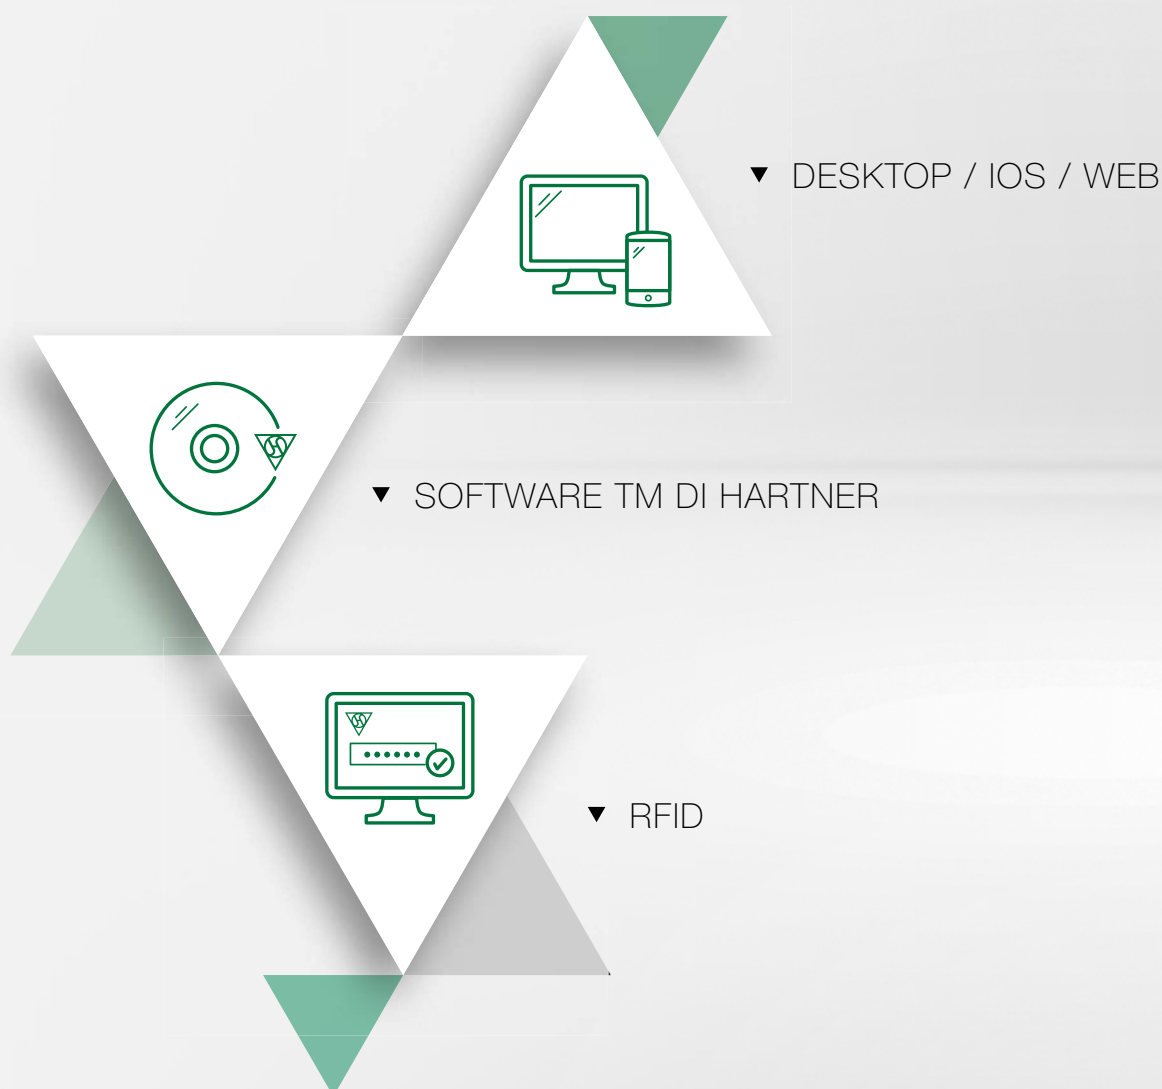 ▼ DESKTOP / IOS / WEB
▼ SOFTWARE TM DI HARTNER
▼ RFID